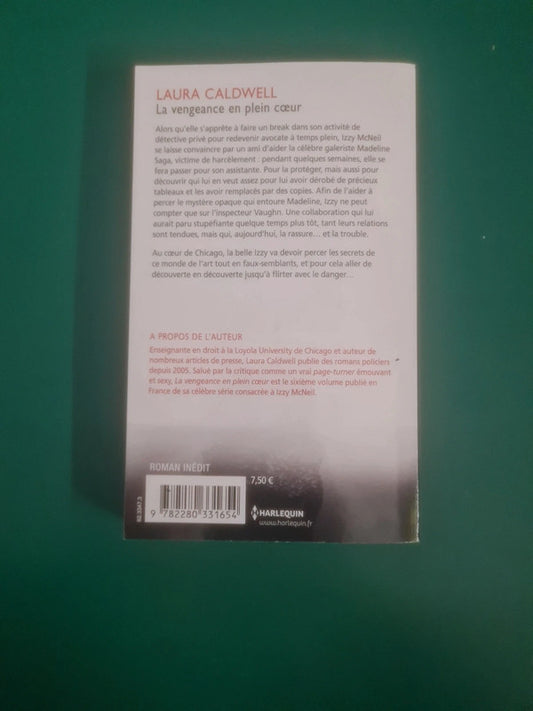 LAURA CALDWELL
La vengeance en plein cœur
Alors qu'elle s'apprête à faire un break dans son activité de
détective privé pour redevenir avocate à temps plein, Izzy McNeil
se laisse convaincre par un ami d'aider la célèbre galeriste Madeline
Saga, victime de harcèlement : pendant quelques semaines, elle se
fera passer pour son assistante. Pour la protéger, mais aussi pour
découvrir qui lui en veut assez pour lui avoir dérobé de précieux
tableaux et les avoir remplacés par des copies. Afin de l'aider à
percer le mystère opaque qui entoure Madeline, Izzy ne peut
compter que sur l'inspecteur Vaughn. Une collaboration qui lui
aurait paru stupéfiante quelque temps plus tôt, tant leurs relations
sont tendues, mais qui, aujourd'hui, la rassure… et la trouble.
Au cœur de Chicago, la belle Izzy va devoir percer les secrets de
ce monde de l'art tout en faux-semblants, et pour cela aller de
découverte en découverte jusqu'à flirter avec le danger…
A PROPOS DE L'AUTEUR
Enseignante en droit à la Loyola University de Chicago et auteur de
nombreux articles de presse, Laura Caldwell publie des romans policiers
depuis 2005. Salué par la critique comme un vrai page-turner émouvant
et sexy, La vengeance en plein cœur est le sixième volume publié en
France de sa célèbre série consacrée à Izzy McNeil.
ROMAN INÉDIT
7,50 €
9 782280 331654
HARLEQUIN
www.harlequin.fr